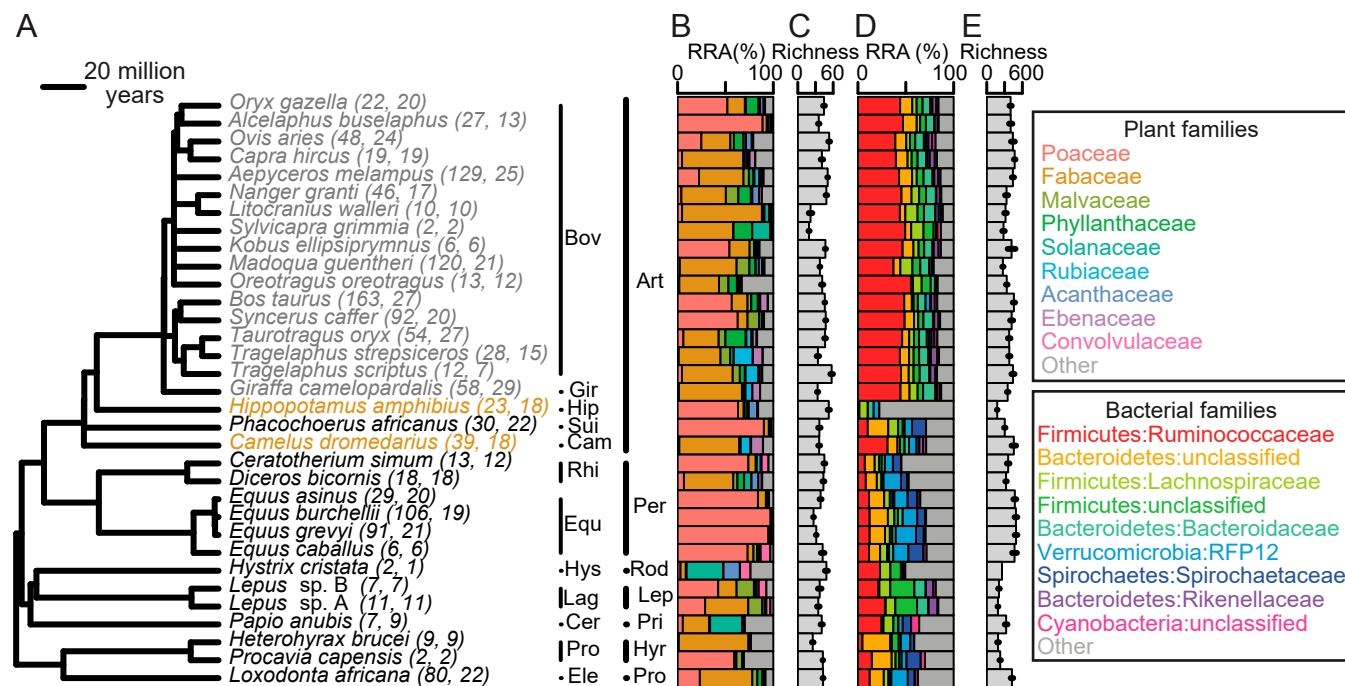 A
B C D E
RRA(%) Richness RRA (%) Richness
0 100 0 60 0 100 0 600
20 million
years
Oryx gazella (22, 20)
Alcelaphus buselaphus (27, 13)
Ovis aries (48, 24)
Capra hircus (19, 19)
Aepyceros melampus (129, 25)
Nanger granti (46, 17)
Litocranius walleri (10, 10)
Sylvicapra grimmia (2, 2)
Kobus ellipsiprymnus (6, 6)
Madoqua guentheri (120, 21)
Oreotragus oreotragus (13, 12)
Bos taurus (163, 27)
Syncerus caffer (92, 20)
Taurotragus oryx (54, 27)
Tragelaphus strepsiceros (28, 15)
Tragelaphus scriptus (12, 7)
Giraffa camelopardalis (58, 29)
Hippopotamus amphibius (23, 18)
Phacochoerus africanus (30, 22)
Camelus dromedarius (39, 18)
Ceratotherium simum (13, 12)
Diceros bicornis (18, 18)
Equus asinus (29, 20)
Equus burchellii (106, 19)
Equus grevyi (91, 21)
Equus caballus (6, 6)
Hystrix cristata (2, 1)
Lepus sp. B (7, 7)
Lepus sp. A (11, 11)
Papio anubis (7, 9)
Heterohyrax brucei (9, 9)
Procavia capensis (2, 2)
Loxodonta africana (80, 22)
Bov
Gir
Hip
Sui
Cam
Rhi
Equ
Hys
Lag
Cer
Pro
Ele
Art
Per
Rod
Lep
Pri
Hyr
Pro
Plant families
Poaceae
Fabaceae
Malvaceae
Phyllanthaceae
Solanaceae
Rubiaceae
Acanthaceae
Ebenaceae
Convolvulaceae
Other
Bacterial families
Firmicutes:Ruminococcaceae
Bacteroidetes:unclassified
Firmicutes:Lachnospiraceae
Firmicutes:unclassified
Bacteroidetes:Bacteroidaceae
Verrucomicrobia:RFP12
Spirochaetes:Spirochaetaceae
Bacteroidetes:Rikenellaceae
Cyanobacteria:unclassified
Other